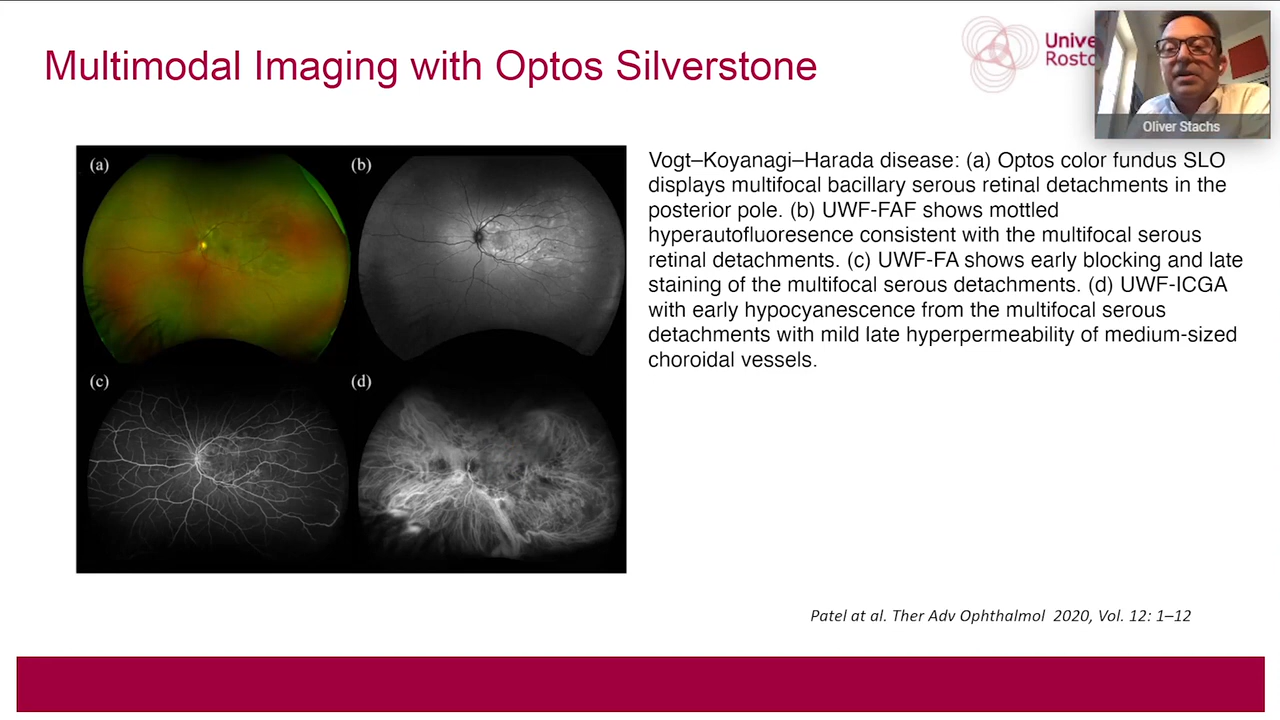 Multimodal Imaging with Optos Silverstone
Oliver Stachs
(a)
(b)
(c)
(d)
Vogt–Koyanagi–Harada disease: (a) Optos color fundus SLO
displays multifocal bacillary serous retinal detachments in the
posterior pole. (b) UWF-FAF shows mottled
hyperautofluoresence consistent with the multifocal serous
retinal detachments. (c) UWF-FA shows early blocking and late
staining of the multifocal serous detachments. (d) UWF-ICGA
with early hypocyanescence from the multifocal serous
detachments with mild late hyperpermeability of medium-sized
choroidal vessels.
Patel at al. Ther Adv Ophthalmol 2020, Vol. 12: 1–12